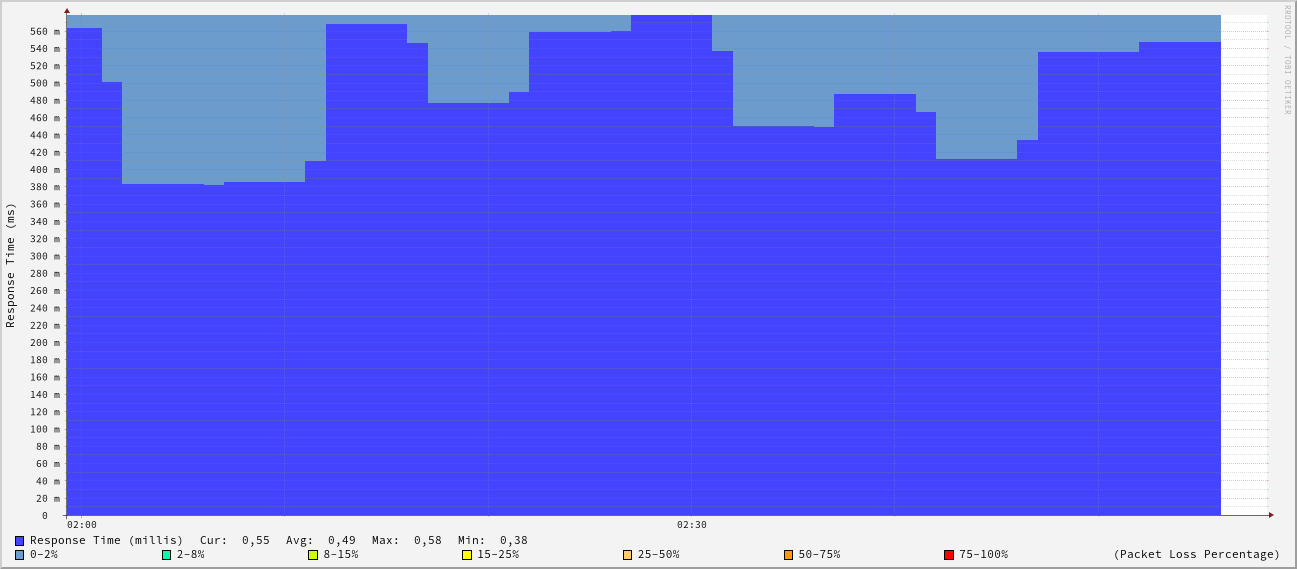 RRDTOOL / TOBI OETIKER
Response Time (ms)
560 m
540 m
520 m
500 m
480 m
460 m
440 m
420 m
400 m
380 m
360 m
340 m
320 m
300 m
280 m
260 m
240 m
220 m
200 m
180 m
160 m
140 m
120 m
100 m
80 m
60 m
40 m
20 m
0
02:00 02:30
Response Time (millis) Cur: 0,55 Avg: 0,49 Max: 0,58 Min: 0,38
0-2% 2-8% 8-15% 15-25% 25-50% 50-75% 75-100% (Packet Loss Percentage)